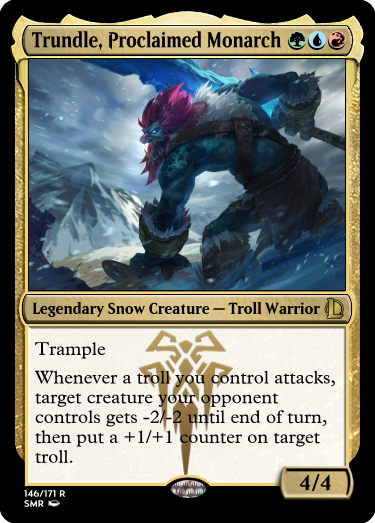 Trundle, Proclaimed Monarch
Legendary Snow Creature — Troll Warrior
Trample
Whenever a troll you control attacks,
target creature your opponent
controls gets -2/-2 until end of turn,
then put a +1/+1 counter on target
troll.
4/4
146/171 R
SMR